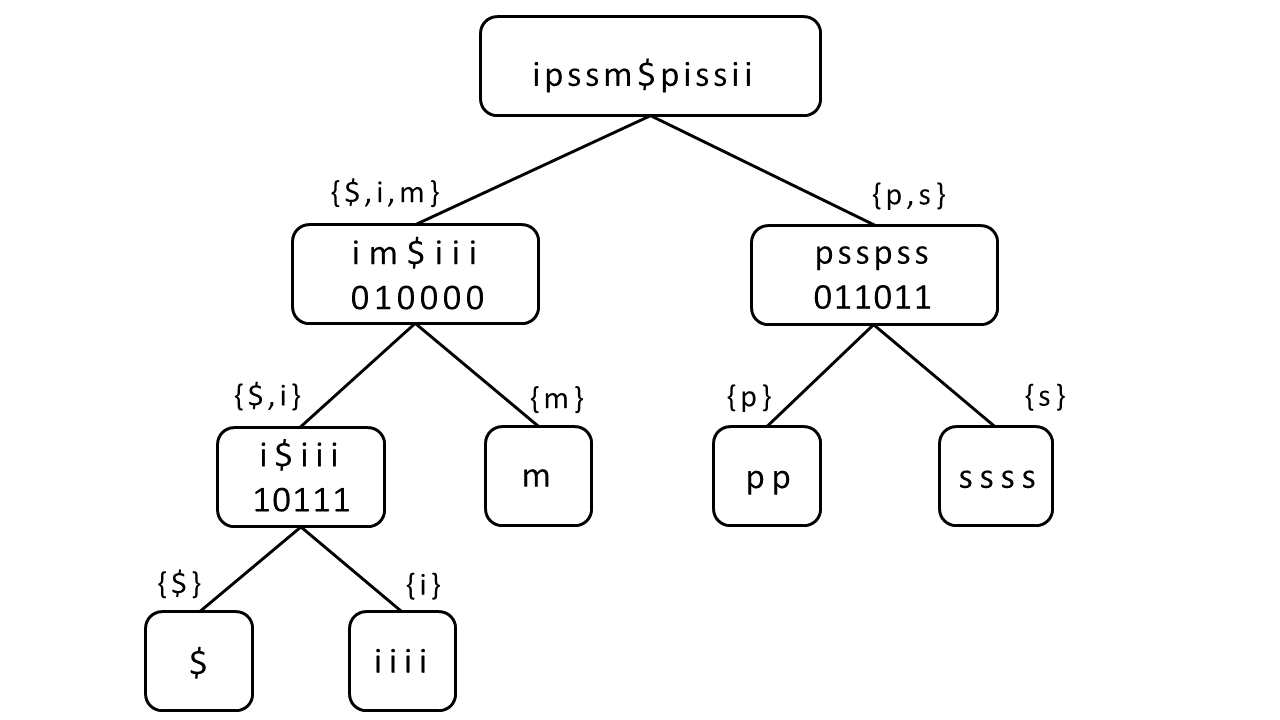 ipssm$pissii
{$,i,m}
{p,s}
im$iii
010000
psspss
011011
{$,i}
{m}
{p}
{s}
i$iii
10111
m
pp
ssss
{$}
{i}
$
iiii